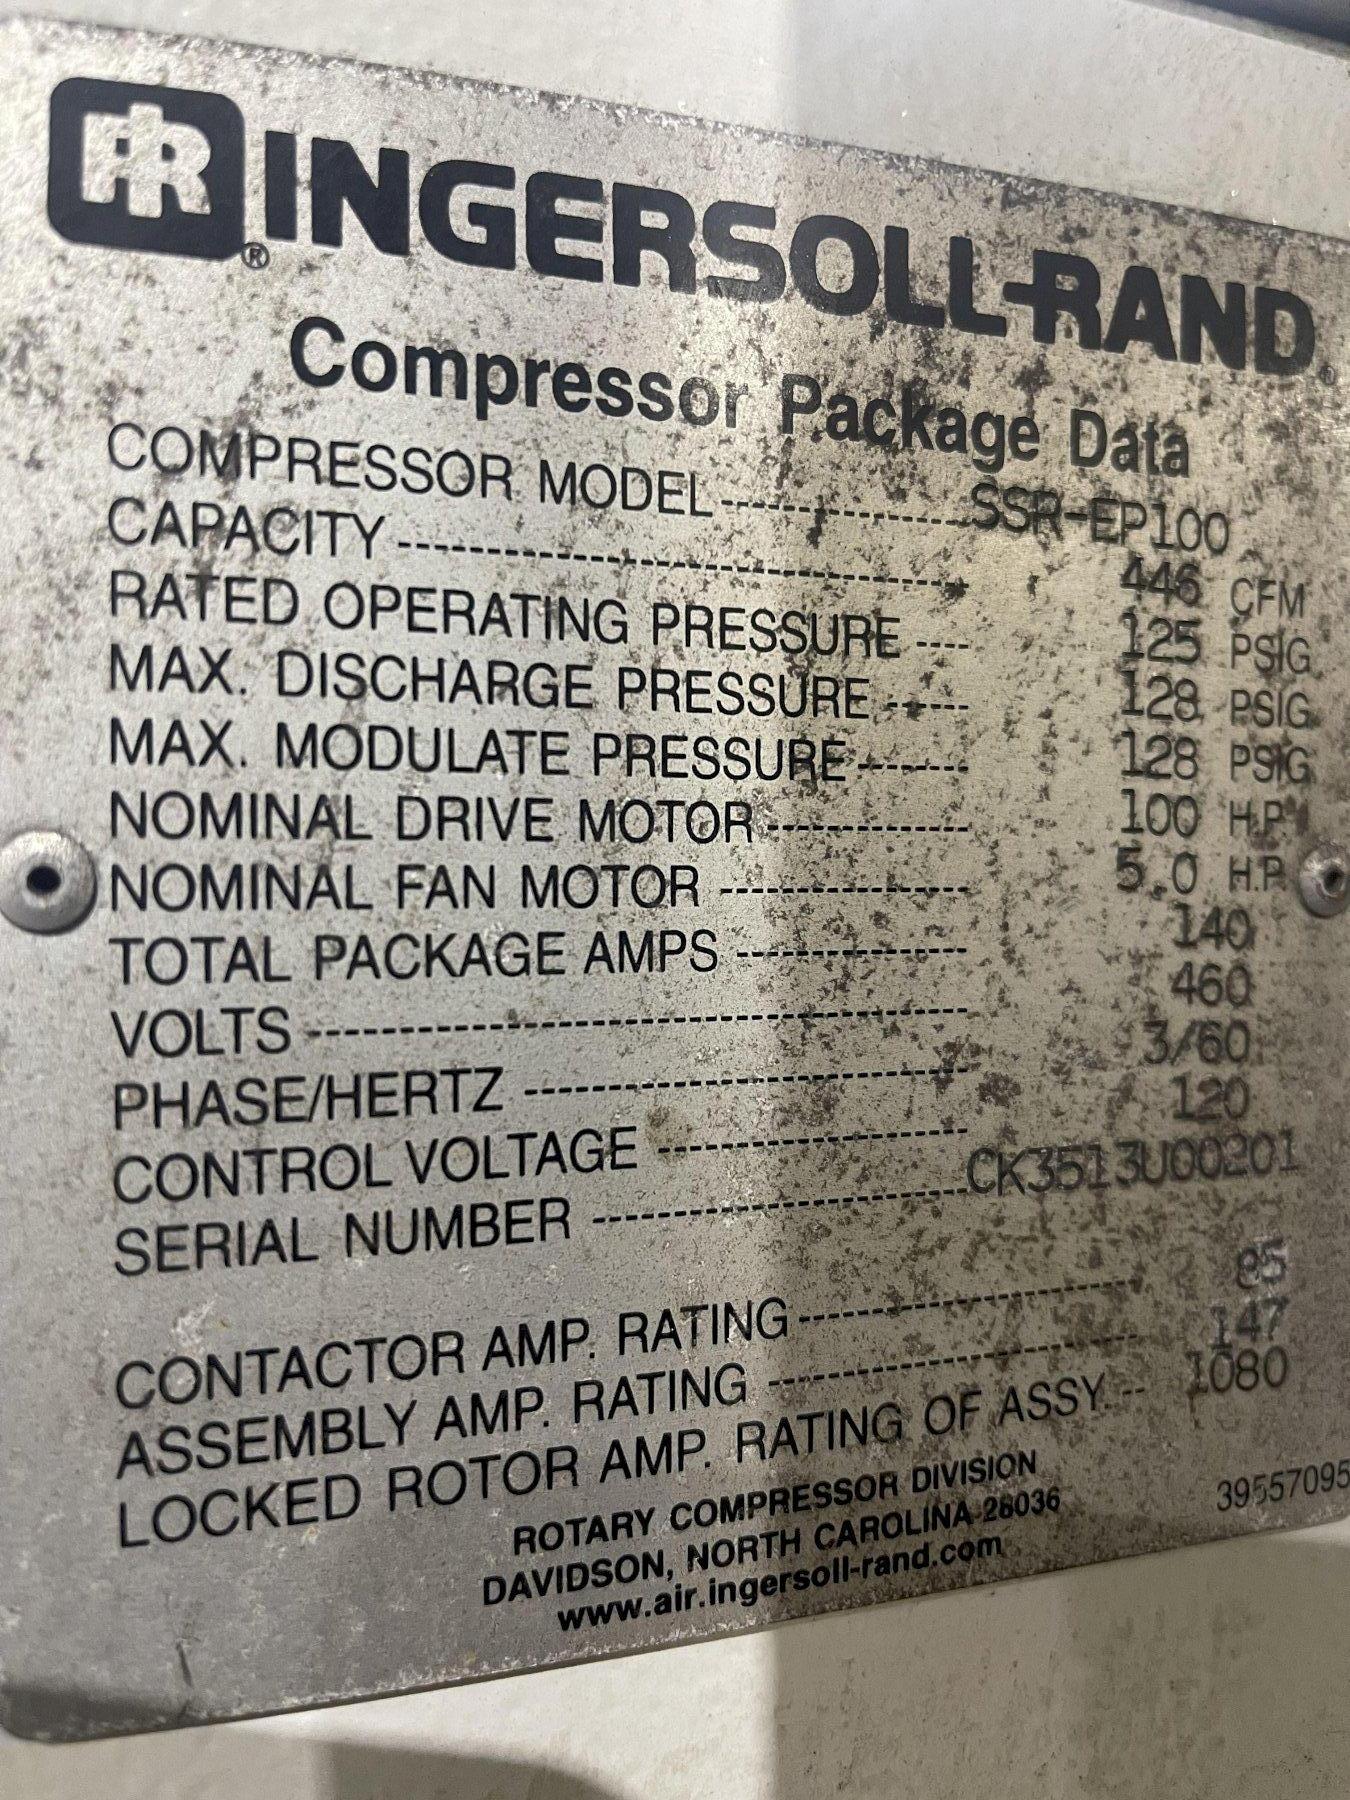 IR ® INGERSOLL-RAND®
Compressor Package Data
COMPRESSOR MODEL SSR-EP100
CAPACITY 446 CFM
RATED OPERATING PRESSURE 125 PSIG
MAX. DISCHARGE PRESSURE 128 PSIG
MAX. MODULATE PRESSURE 128 PSIG
NOMINAL DRIVE MOTOR 100 H.P.
NOMINAL FAN MOTOR 5.0 H.P.
TOTAL PACKAGE AMPS 140
VOLTS 460
PHASE/HERTZ 3/60
CONTROL VOLTAGE 120
SERIAL NUMBER CK3513U00201
CONTACTOR AMP. RATING 85
ASSEMBLY AMP. RATING 147
LOCKED ROTOR AMP. RATING OF ASSY. 1080
ROTARY COMPRESSOR DIVISION
DAVIDSON, NORTH CAROLINA 28036
www.air.ingersoll-rand.com
39557095